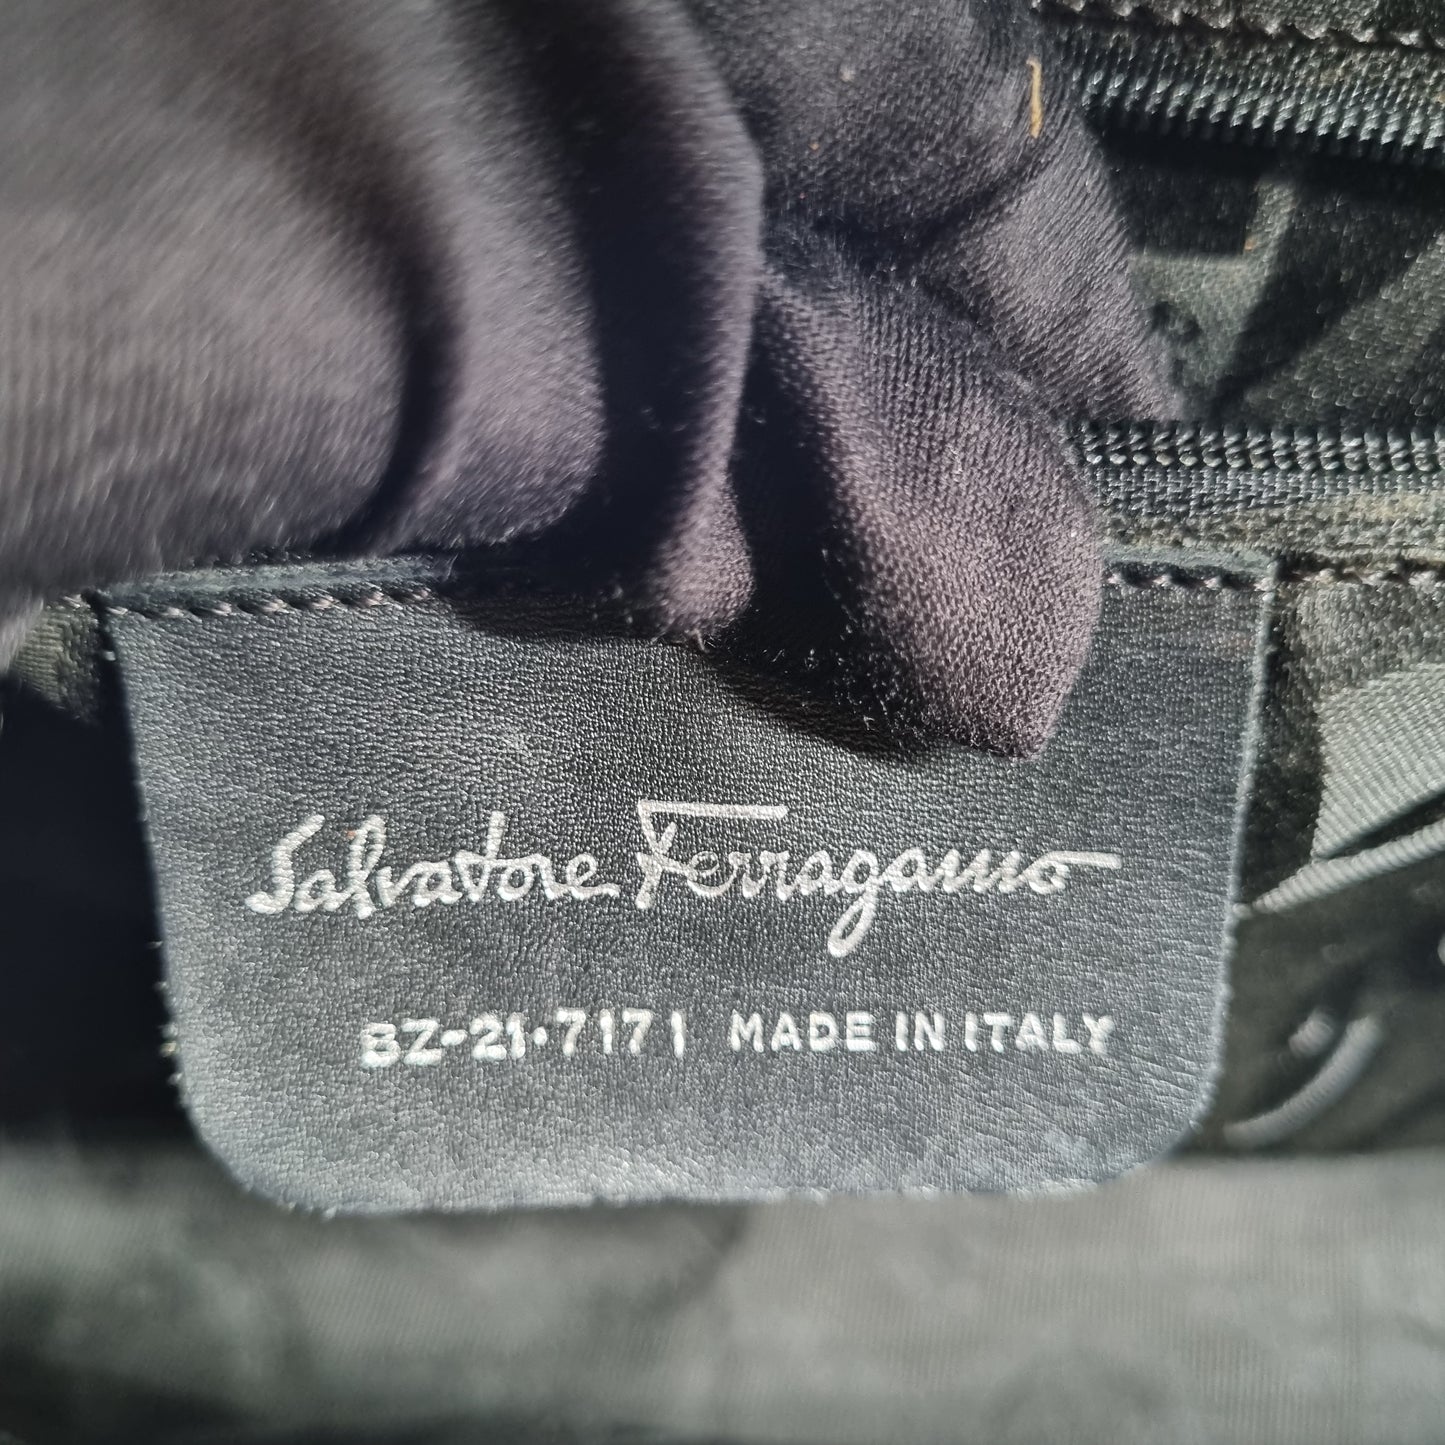 Salvatore Ferragamo
BZ-21·7171 MADE IN ITALY